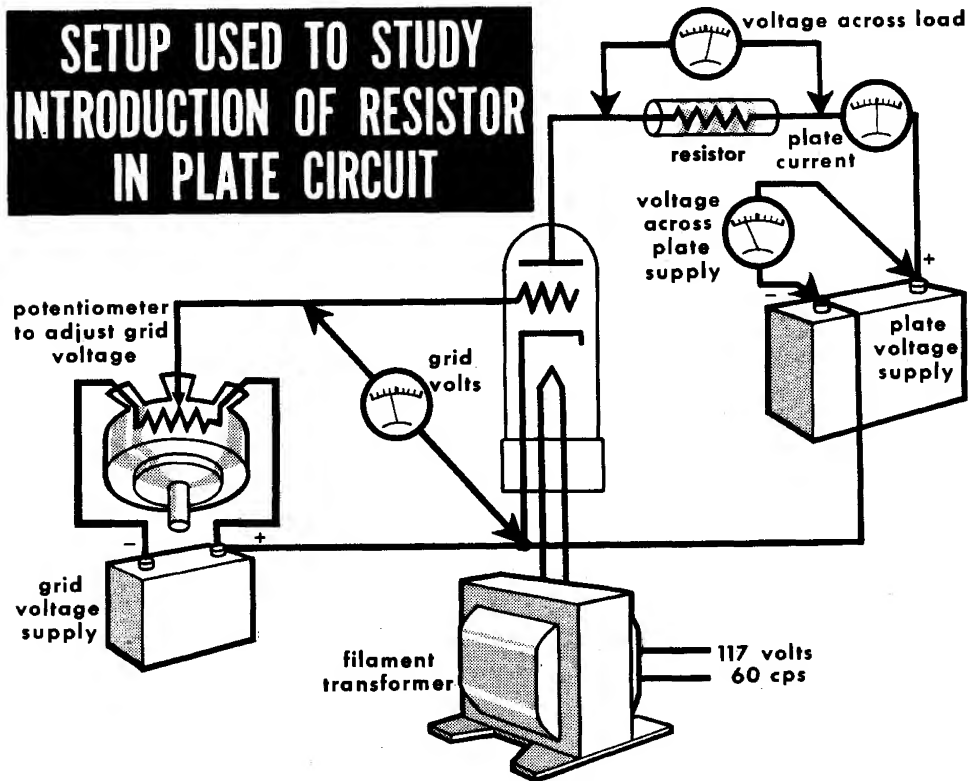 SETUP USED TO STUDY
INTRODUCTION OF RESISTOR
IN PLATE CIRCUIT
voltage across load
resistor
plate
current
voltage
across
plate
supply
+
−
plate
voltage
supply
potentiometer
to adjust grid
voltage
grid
volts
−
+
grid
voltage
supply
filament
transformer
117 volts
60 cps